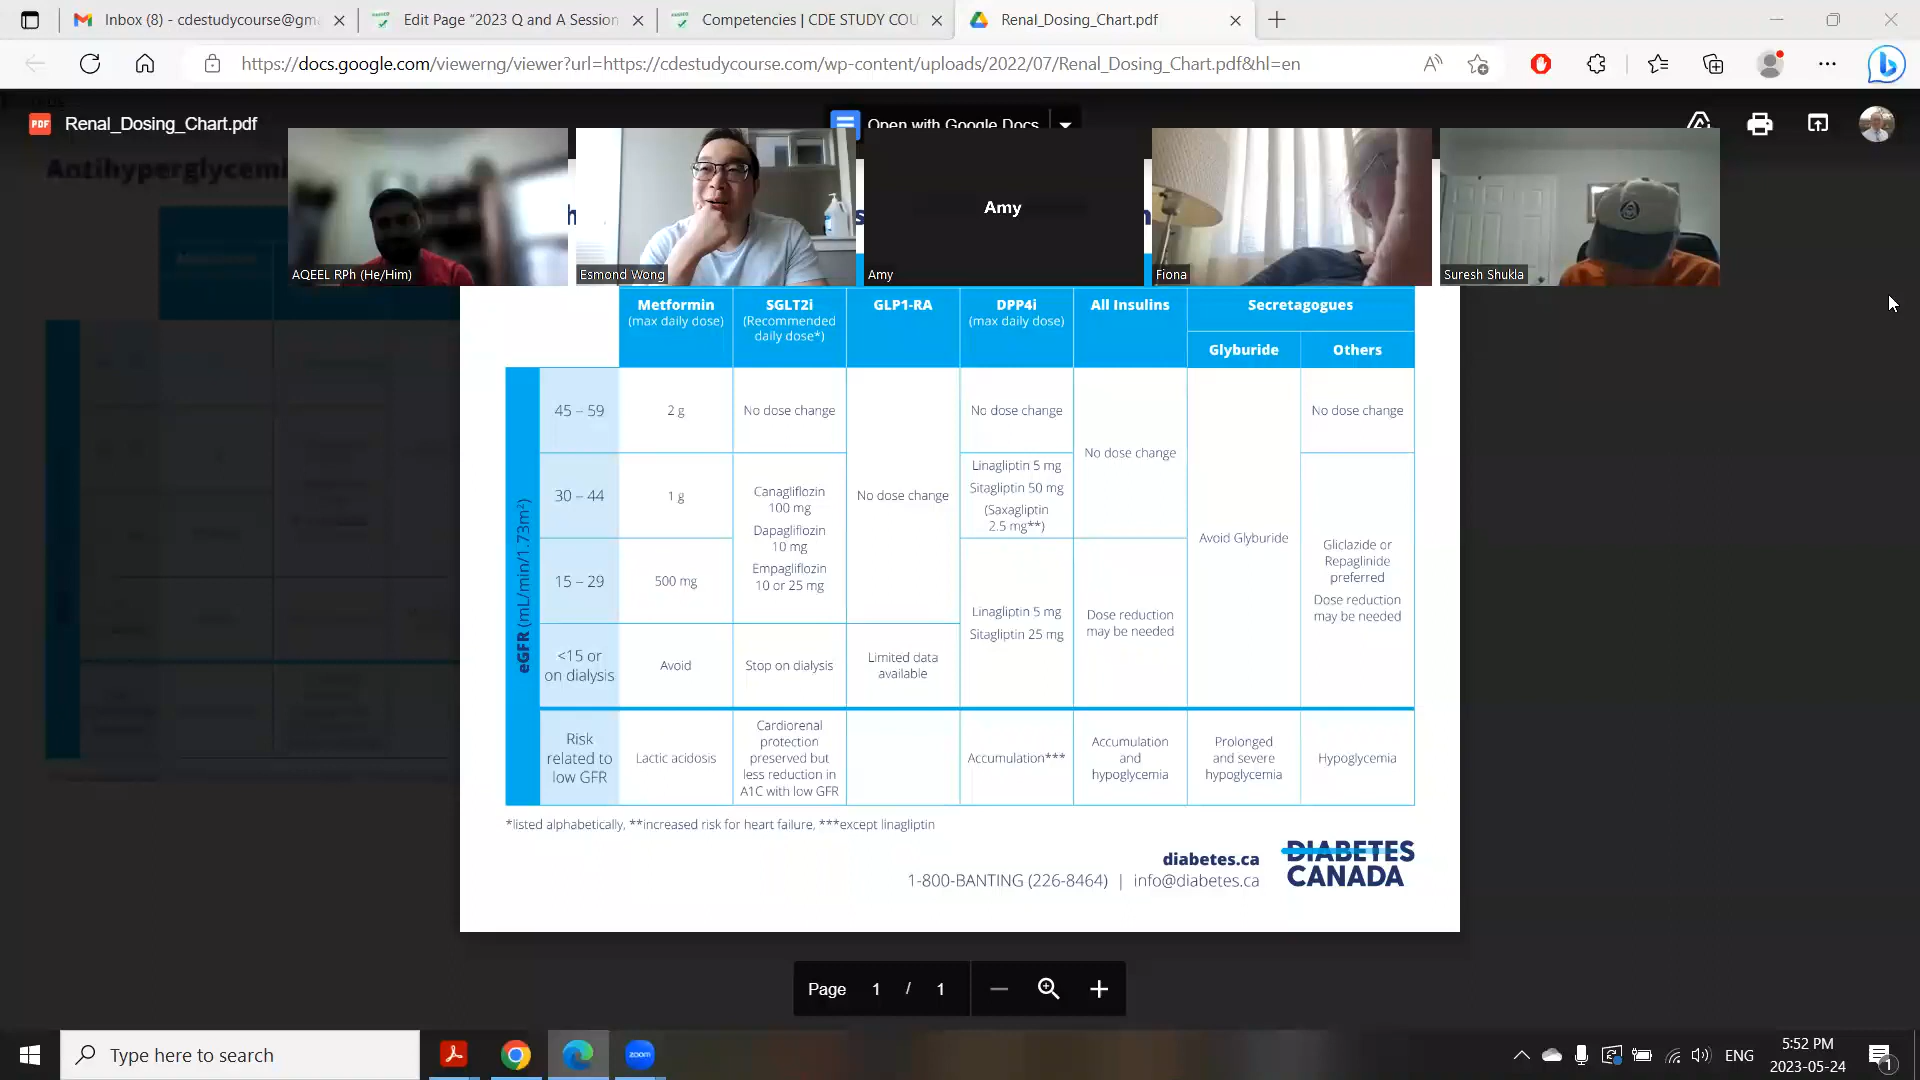 Inbox (8) - cdestudycourse@gm
Edit Page "2023 Q and A Session
Competencies | CDE STUDY COU
Renal_Dosing_Chart.pdf
https://docs.google.com/viewerng/viewer?url=https://cdestudycourse.com/wp-content/uploads/2022/07/Renal_Dosing_Chart.pdf&hl=en
PDF
Renal_Dosing_Chart.pdf
Open with Google Docs
Antihyperglycemi
Amy
AQEEL RPh (He/Him)
Esmond Wong
Amy
Fiona
Suresh Shukla
Metformin
(max daily dose)
SGLT2i
(Recommended
daily dose*)
GLP1-RA
DPP4i
(max daily dose)
All Insulins
Secretagogues
Glyburide
Others
eGFR (mL/min/1.73m²)
45 – 59
2 g
No dose change
No dose change
No dose change
30 – 44
1 g
Canagliflozin
100 mg
Dapagliflozin
10 mg
Empagliflozin
10 or 25 mg
No dose change
Linagliptin 5 mg
Sitagliptin 50 mg
(Saxagliptin
2.5 mg**)
No dose change
Avoid Glyburide
Gliclazide or
Repaglinide
preferred
Dose reduction
may be needed
15 – 29
500 mg
Linagliptin 5 mg
Sitagliptin 25 mg
Dose reduction
may be needed
<15 or
on dialysis
Avoid
Stop on dialysis
Limited data
available
Risk
related to
low GFR
Lactic acidosis
Cardiorenal
protection
preserved but
less reduction in
A1C with low GFR
Accumulation***
Accumulation
and
hypoglycemia
Prolonged
and severe
hypoglycemia
Hypoglycemia
*listed alphabetically, **increased risk for heart failure, ***except linagliptin
diabetes.ca
1-800-BANTING (226-8464) | info@diabetes.ca
DIABETES
CANADA
Page 1 / 1
Type here to search
zoom
ENG
5:52 PM
2023-05-24
1